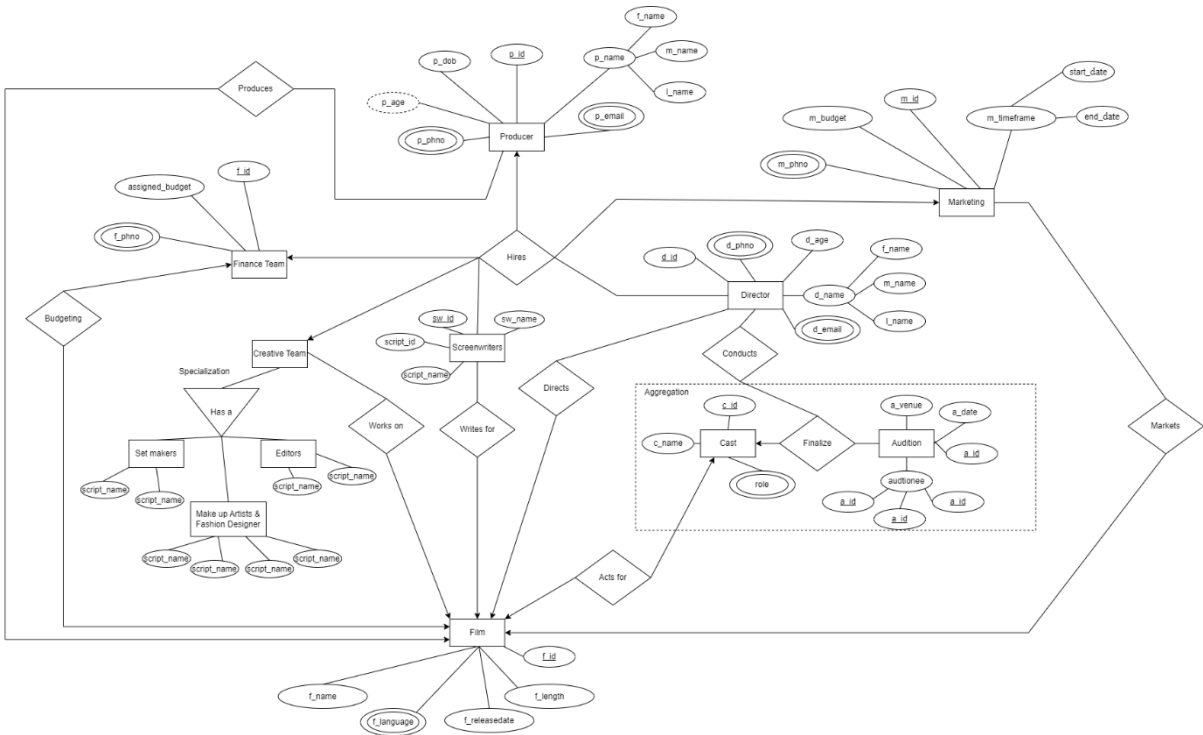 f_name
p_id
p_dob
p_name
m_name
start_date
Produces
p_age
l_name
m_id
m_budget
m_timeframe
p_email
end_date
p_phno
Producer
m_phno
f_id
assigned_budget
Marketing
f_phno
d_phno
d_age
f_name
Finance Team
Hires
d_id
m_name
Director
d_name
Budgeting
sw_id
sw_name
l_name
d_email
script_id
Screenwriters
Creative Team
Conducts
Specialization
script_name
Directs
Aggregation
c_id
a_venue
a_date
Has a
Works on
Writes for
Markets
c_name
Cast
Finalize
Audition
Set makers
Editors
a_id
script_name
script_name
script_name
script_name
role
audtionee
a_id
a_id
a_id
Make up Artists &
Fashion Designer
script_name
script_name
script_name
script_name
Acts for
Film
f_id
f_name
f_length
f_language
f_releasedate